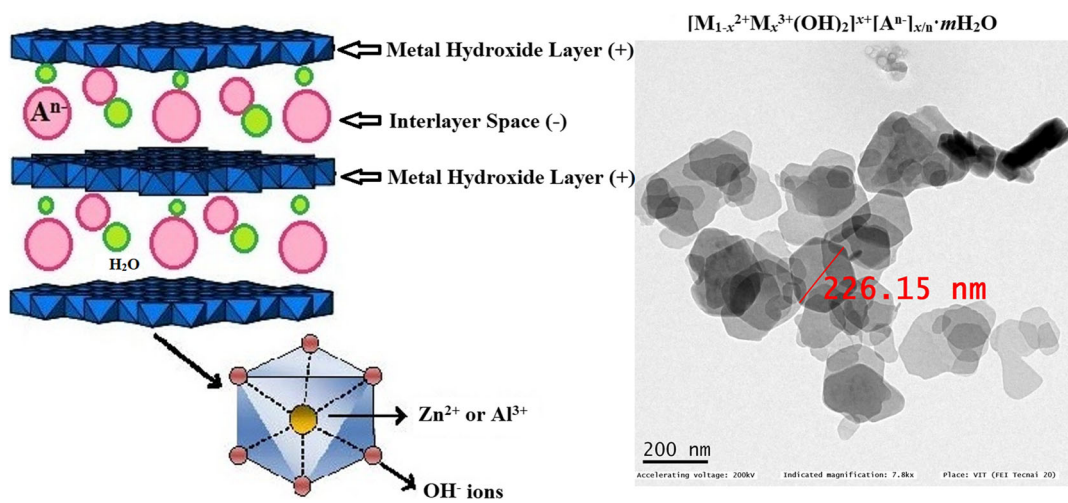 Metal Hydroxide Layer (+)
Aⁿ⁻
Interlayer Space (-)
Metal Hydroxide Layer (+)
H₂O
Zn²⁺ or Al³⁺
OH⁻ ions
[M₁₋ₓ²⁺Mₓ³⁺(OH)₂]ˣ⁺[Aⁿ⁻]ₓ/ₙ·mH₂O
226.15 nm
200 nm
Accelerating voltage: 200kV Indicated magnification: 7.8kx Place: VIT (FEI Tecnai 20)